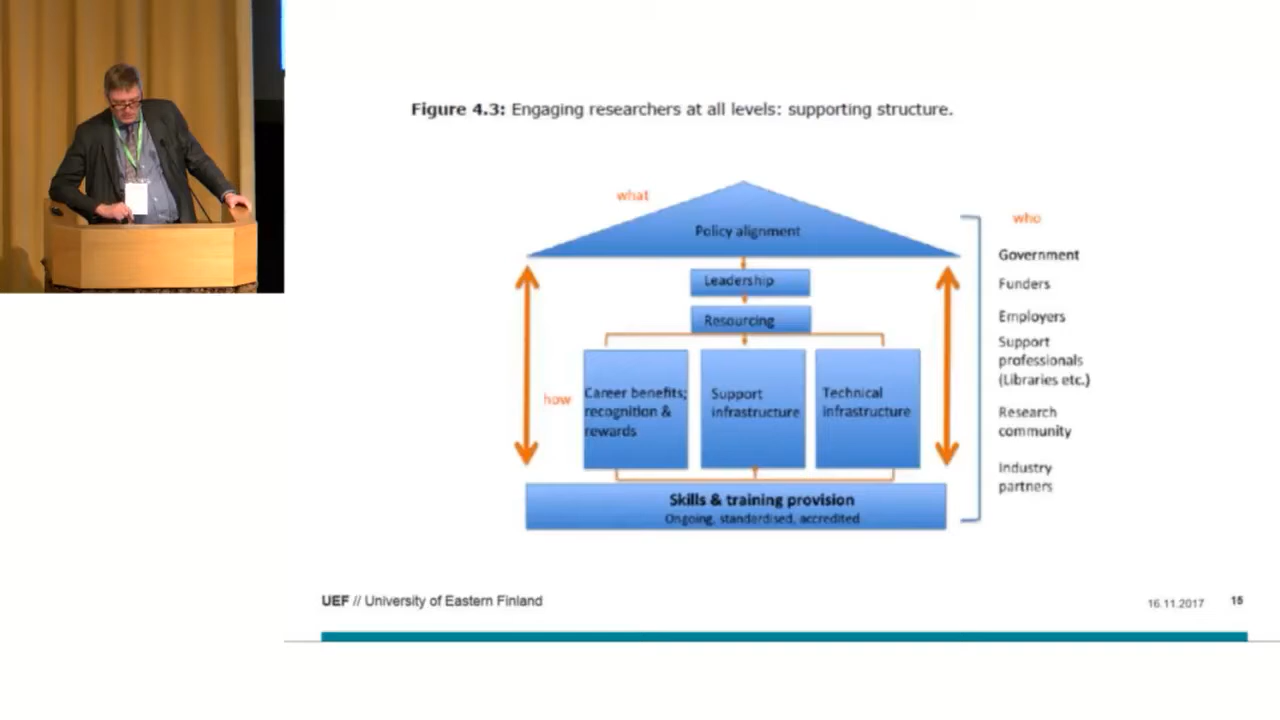 Figure 4.3: Engaging researchers at all levels: supporting structure.
what
Policy alignment
who
Government
Leadership
Funders
Resourcing
Employers
Support
professionals
(Libraries etc.)
how
Career benefits;
recognition &
rewards
Support
infrastructure
Technical
infrastructure
Research
community
Industry
partners
Skills & training provision
Ongoing, standardised, accredited
UEF // University of Eastern Finland
16.11.2017
15